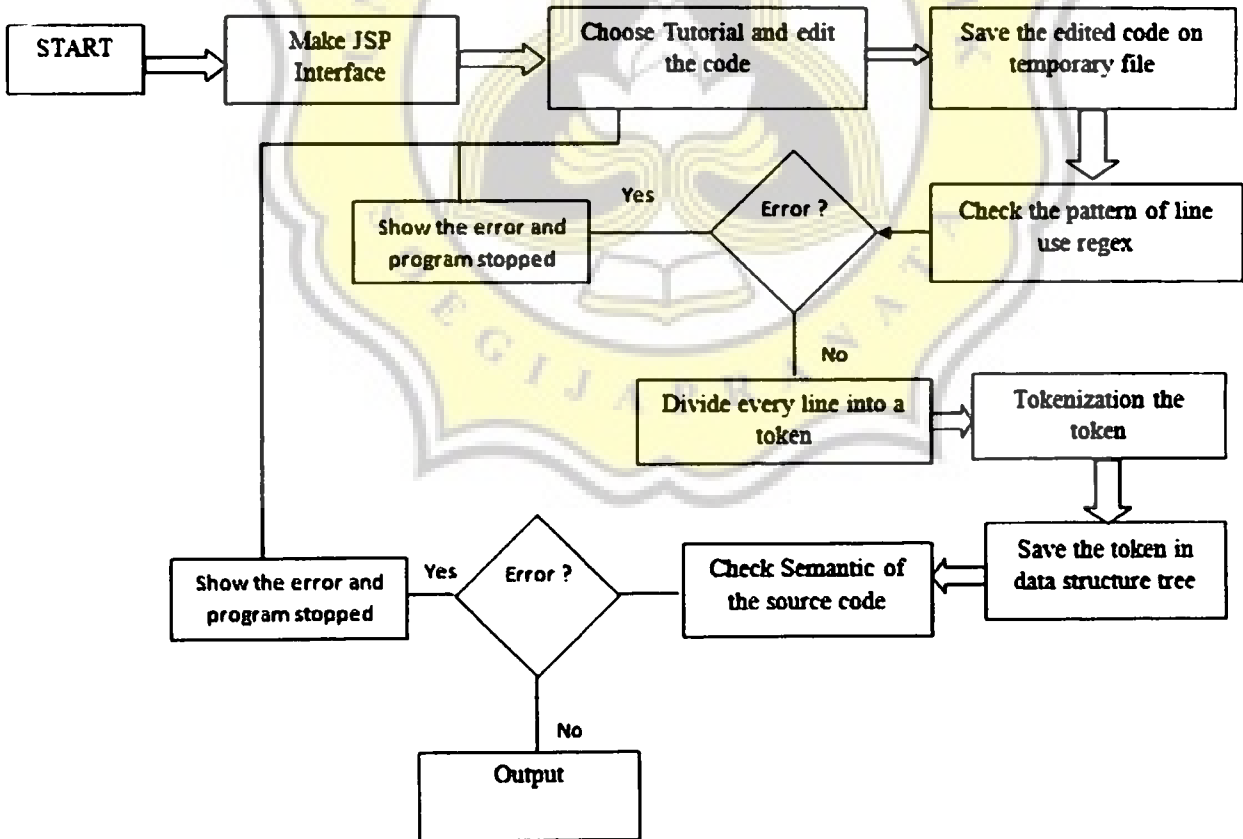 START
Make JSP
Interface
Choose Tutorial and edit
the code
Save the edited code on
temporary file
Check the pattern of line
use regex
Error ?
Yes
Show the error and
program stopped
No
Divide every line into a
token
Tokenization the
token
Save the token in
data structure tree
Check Semantic of
the source code
Error ?
Yes
Show the error and
program stopped
No
Output